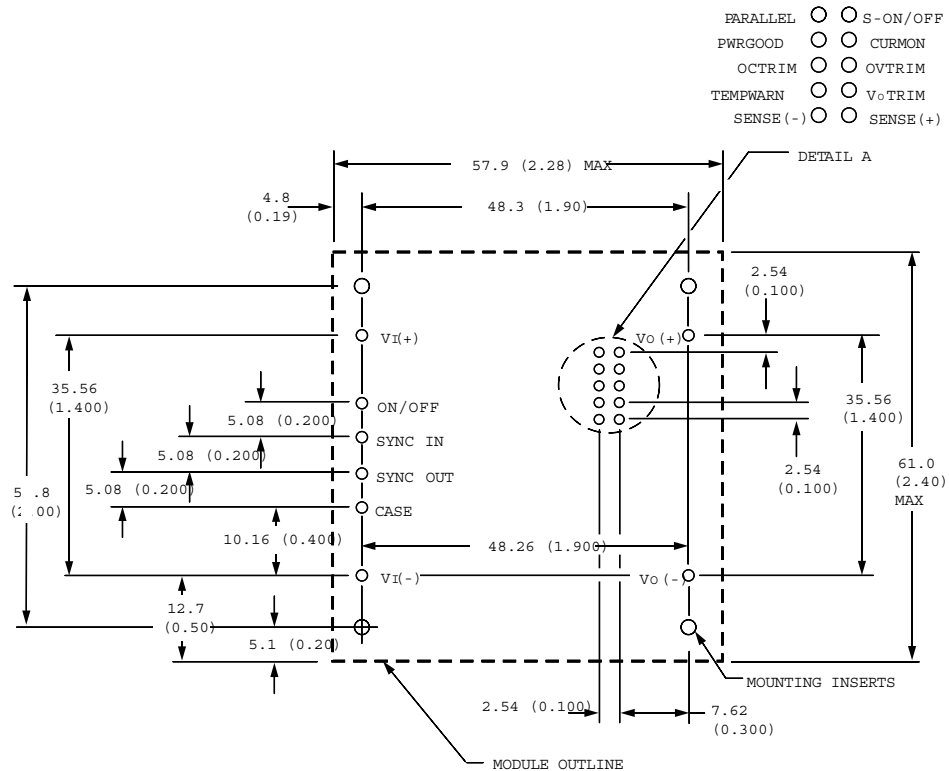 PARALLEL S-ON/OFF
PWRGOOD CURMON
OCTRIM OVTRIM
TEMPWARN VoTRIM
SENSE(-) SENSE(+)
DETAIL A
57.9 (2.28) MAX
4.8
(0.19)
48.3 (1.90)
2.54
(0.100)
VI(+)
VO(+)
35.56
(1.400)
ON/OFF
5.08 (0.200)
35.56
(1.400)
SYNC IN
5.08 (0.200)
2.54
(0.100)
61.0
(2.40)
MAX
SYNC OUT
5.08 (0.200)
CASE
10.16 (0.400)
48.26 (1.900)
VI(-)
VO(-)
12.7
(0.50)
5.1 (0.20)
MOUNTING INSERTS
2.54 (0.100)
7.62
(0.300)
MODULE OUTLINE